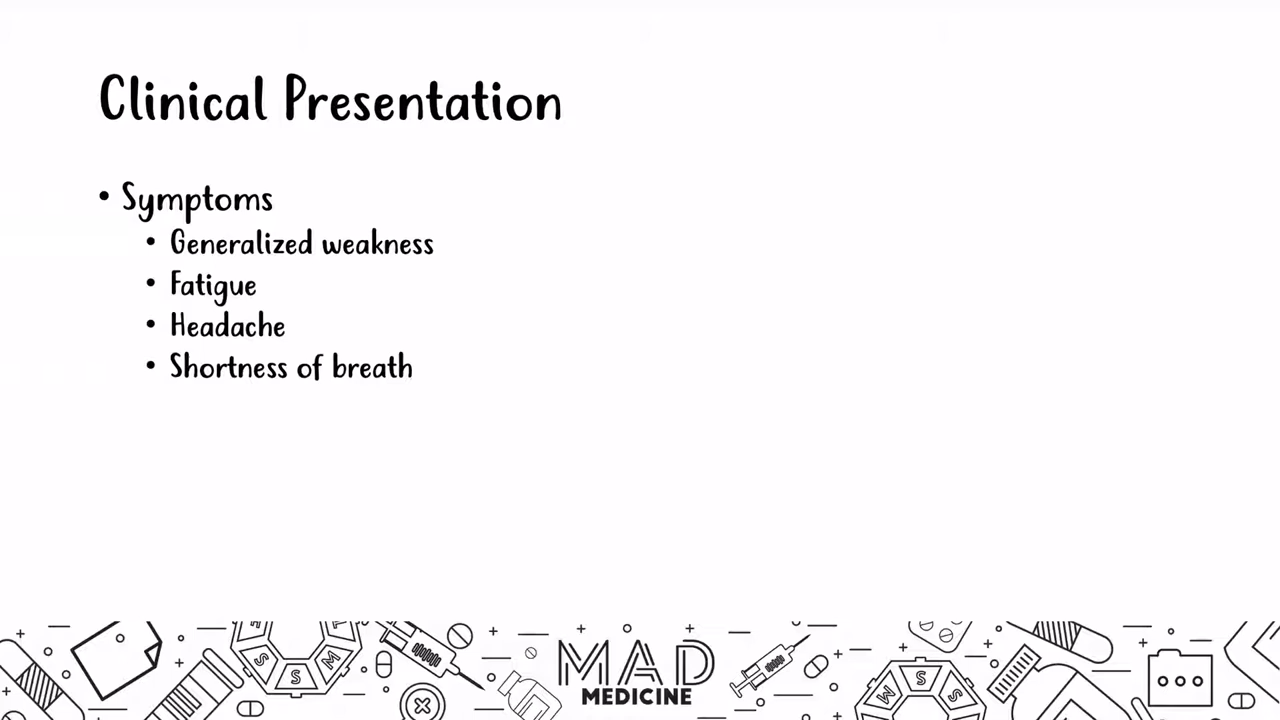 Clinical Presentation
• Symptoms
• Generalized weakness
• Fatigue
• Headache
• Shortness of breath
MAD
MEDICINE